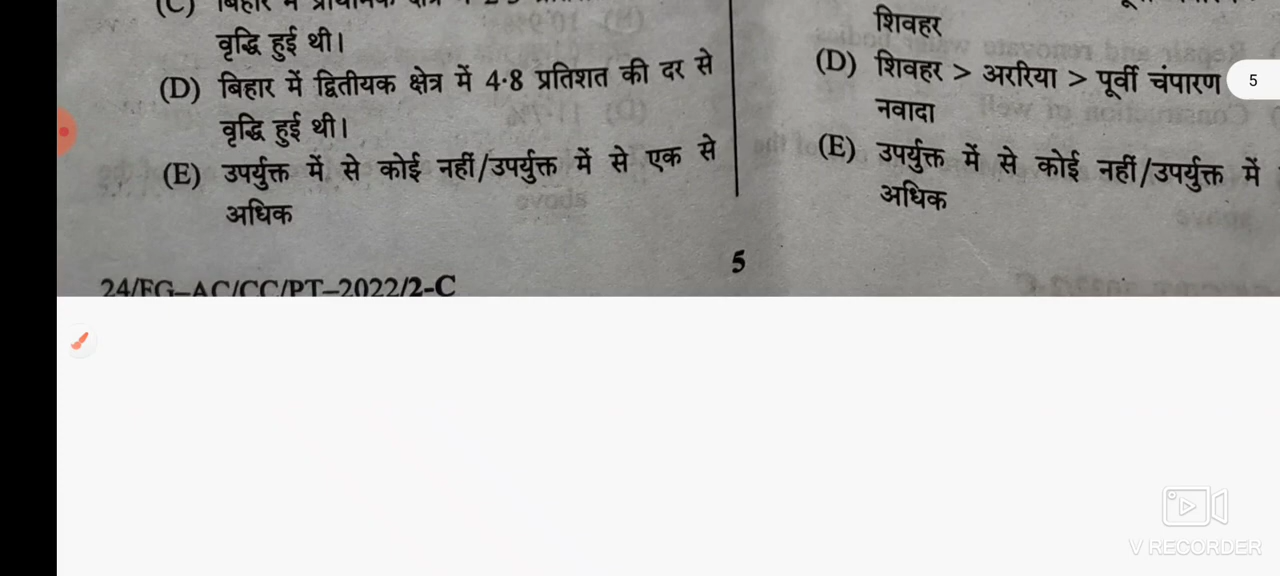 (C) बिहार में प्राथमिक क्षेत्र
वृद्धि हुई थी।
(D) बिहार में द्वितीयक क्षेत्र में 4·8 प्रतिशत की दर से
वृद्धि हुई थी।
(E) उपर्युक्त में से कोई नहीं/उपर्युक्त में से एक से
अधिक
शिवहर
(D) शिवहर > अररिया > पूर्वी चंपारण
नवादा
(E) उपर्युक्त में से कोई नहीं/उपर्युक्त में
अधिक
5
5
24/FG–AC/CC/PT–2022/2-C
V RECORDER